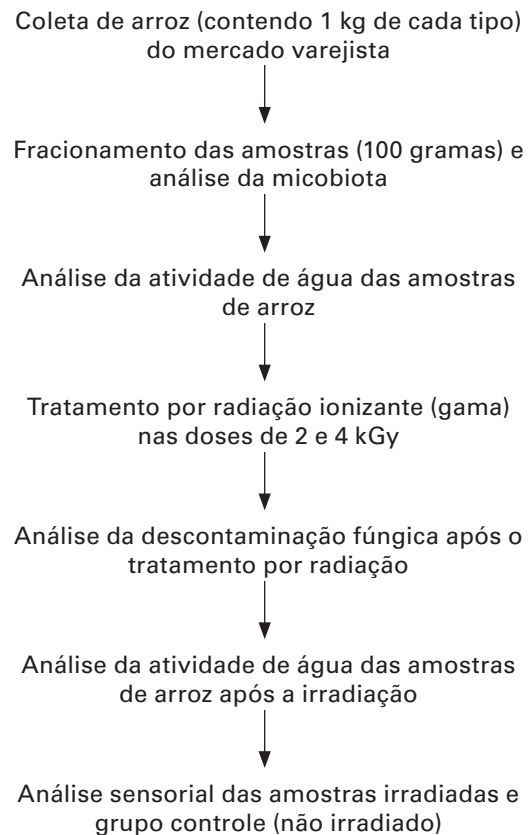 Coleta de arroz (contendo 1 kg de cada tipo)
do mercado varejista
Fracionamento das amostras (100 gramas) e
análise da micobiota
Análise da atividade de água das amostras
de arroz
Tratamento por radiação ionizante (gama)
nas doses de 2 e 4 kGy
Análise da descontaminação fúngica após o
tratamento por radiação
Análise da atividade de água das amostras
de arroz após a irradiação
Análise sensorial das amostras irradiadas e
grupo controle (não irradiado)